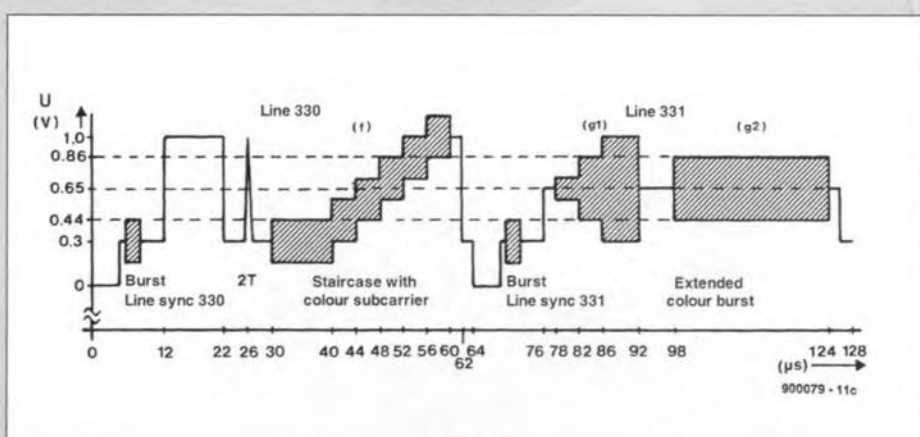 U
(V)
Line 330
Line 331
(f)
(g1)
(g2)
1,0
0.86
0.65
0.44
0.3
0
Burst
Line sync 330
2T
Staircase with
colour subcarrier
Burst
Line sync 331
Extended
colour burst
0 12 22 26 30 40 44 48 52 56 60 64 76 78 82 86 92 98 124 128
62
(µs)
900079 - 11c